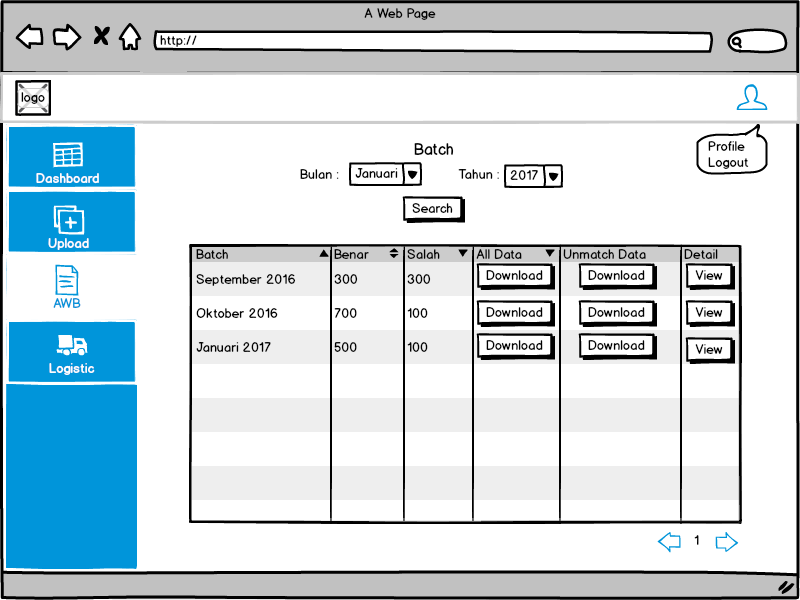 A Web Page
http://
logo
Profile
Logout
Dashboard
Upload
AWB
Logistic
Batch
Bulan : Januari Tahun : 2017
Search
Batch Benar Salah All Data Unmatch Data Detail
September 2016 300 300 Download Download View
Oktober 2016 700 100 Download Download View
Januari 2017 500 100 Download Download View
1